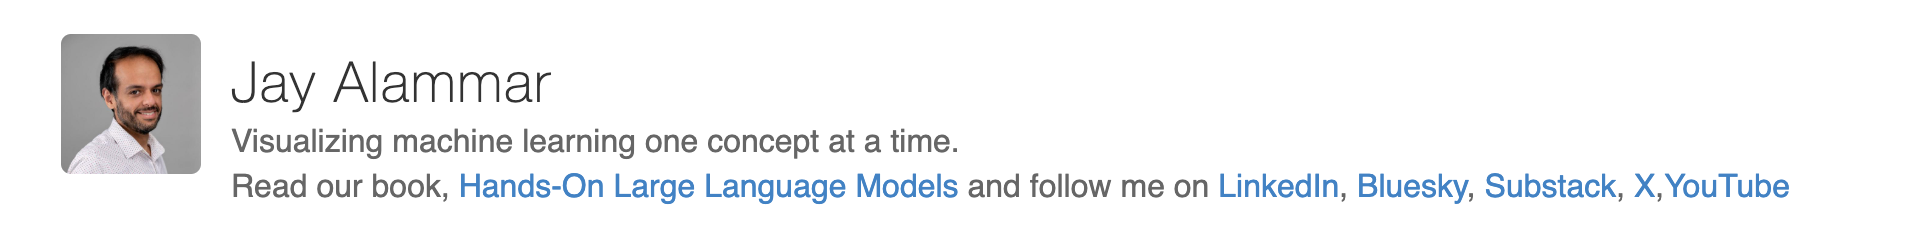 Jay Alammar
Visualizing machine learning one concept at a time.
Read our book, Hands-On Large Language Models and follow me on LinkedIn, Bluesky, Substack, X,YouTube